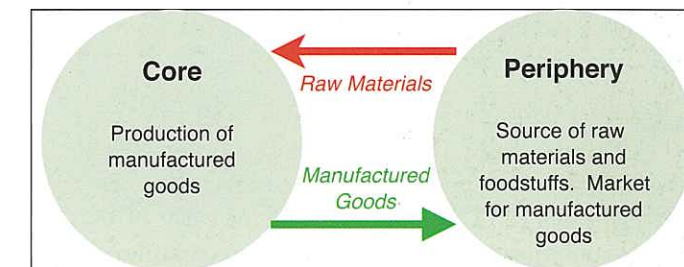 Core
Production of
manufactured
goods
Raw Materials
Manufactured
Goods
Periphery
Source of raw
materials and
foodstuffs. Market
for manufactured
goods